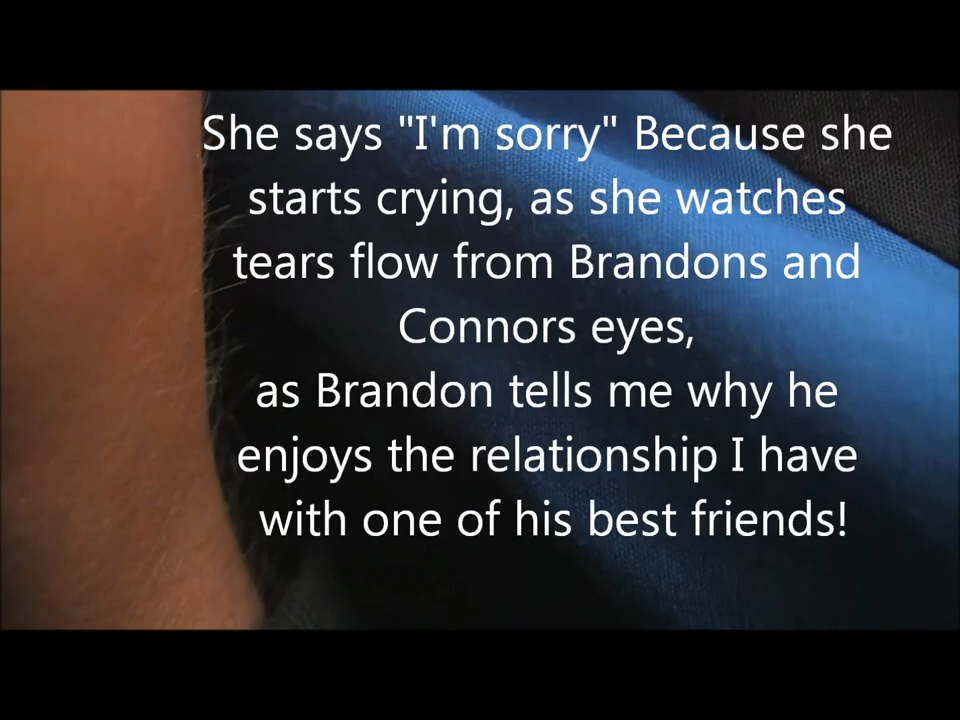 She says "I'm sorry" Because she
starts crying, as she watches
tears flow from Brandons and
Connors eyes,
as Brandon tells me why he
enjoys the relationship I have
with one of his best friends!